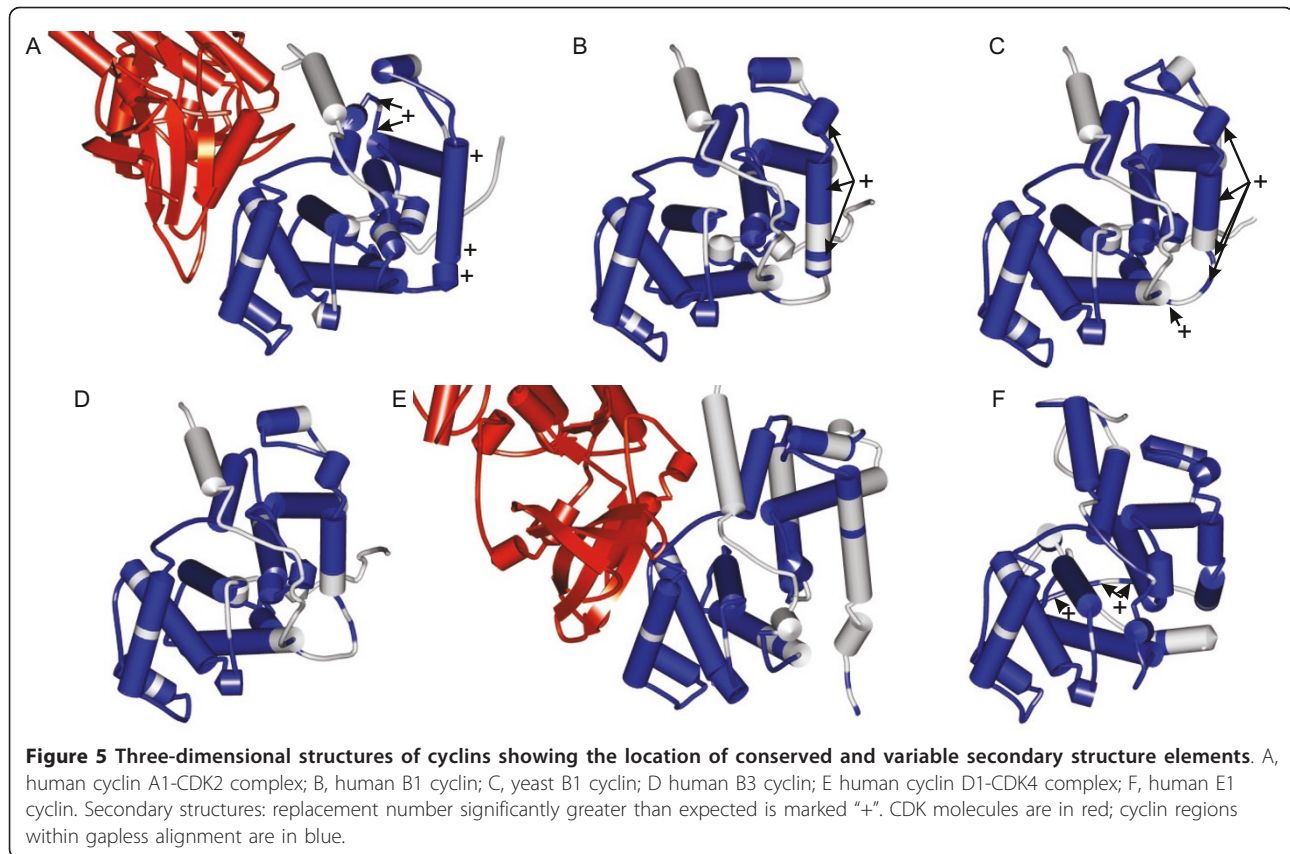 A
B
C
+
+
+
+
+
+
+
D
E
F
+
+
Figure 5 Three-dimensional structures of cyclins showing the location of conserved and variable secondary structure elements. A,
human cyclin A1-CDK2 complex; B, human B1 cyclin; C, yeast B1 cyclin; D human B3 cyclin; E human cyclin D1-CDK4 complex; F, human E1
cyclin. Secondary structures: replacement number significantly greater than expected is marked "+". CDK molecules are in red; cyclin regions
within gapless alignment are in blue.